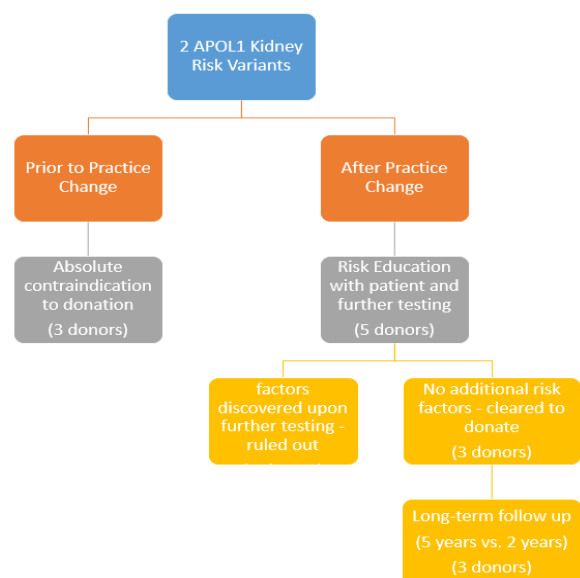 2 APOL1 Kidney
Risk Variants
Prior to Practice
Change
After Practice
Change
Absolute
contraindication
to donation
(3 donors)
Risk Education
with patient and
further testing
(5 donors)
factors
discovered upon
further testing -
ruled out
No additional risk
factors - cleared to
donate
(3 donors)
Long-term follow up
(5 years vs. 2 years)
(3 donors)